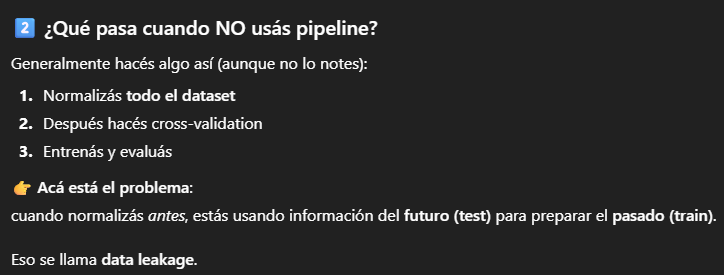 2️⃣ ¿Qué pasa cuando NO usás pipeline?
Generalmente hacés algo así (aunque no lo notes):
1. Normalizás todo el dataset
2. Después hacés cross-validation
3. Entrenás y evaluás
👉 Acá está el problema:
cuando normalizás antes, estás usando información del futuro (test) para preparar el pasado (train).
Eso se llama data leakage.